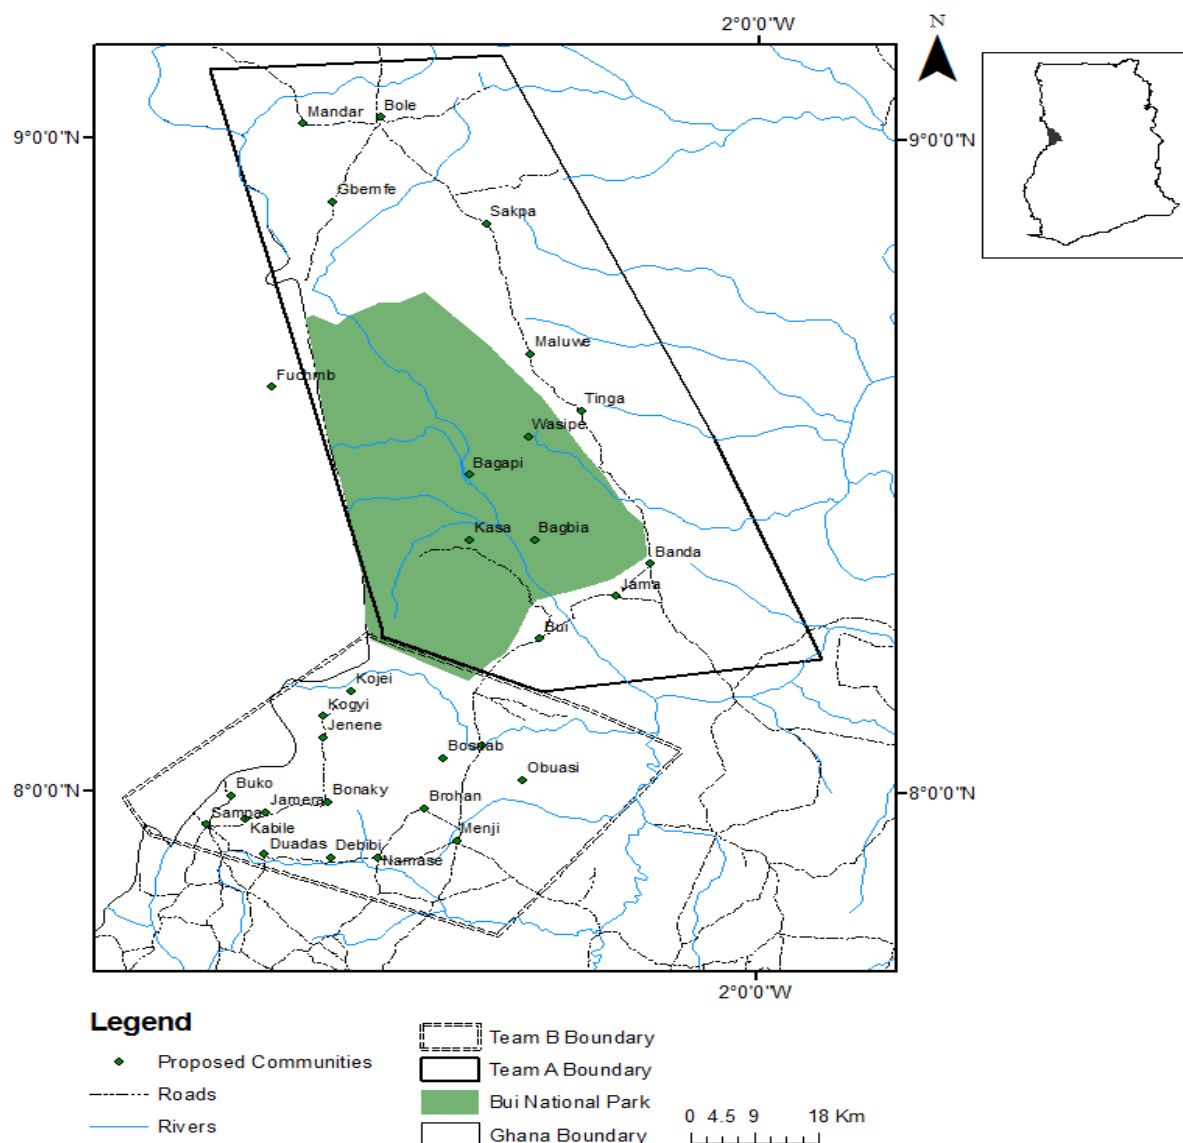 2°0'0"W
N
9°0'0"N
9°0'0"N
Mandar
Bole
Gbemfe
Sakpa
Maluwe
Fuchmb
Tinga
Wasipe
Bagapi
Kasa
Bagbia
Banda
Jama
Bui
Kojei
Kogyi
Jenene
Bosuab
Obuasi
8°0'0"N
8°0'0"N
Buko
Jamera
Bonaky
Brohan
Sampa
Kabile
Menji
Duadas
Debibi
Namase
2°0'0"W
Legend
Proposed Communities
Roads
Rivers
Team B Boundary
Team A Boundary
Bui National Park
Ghana Boundary
0 4.5 9 18 Km